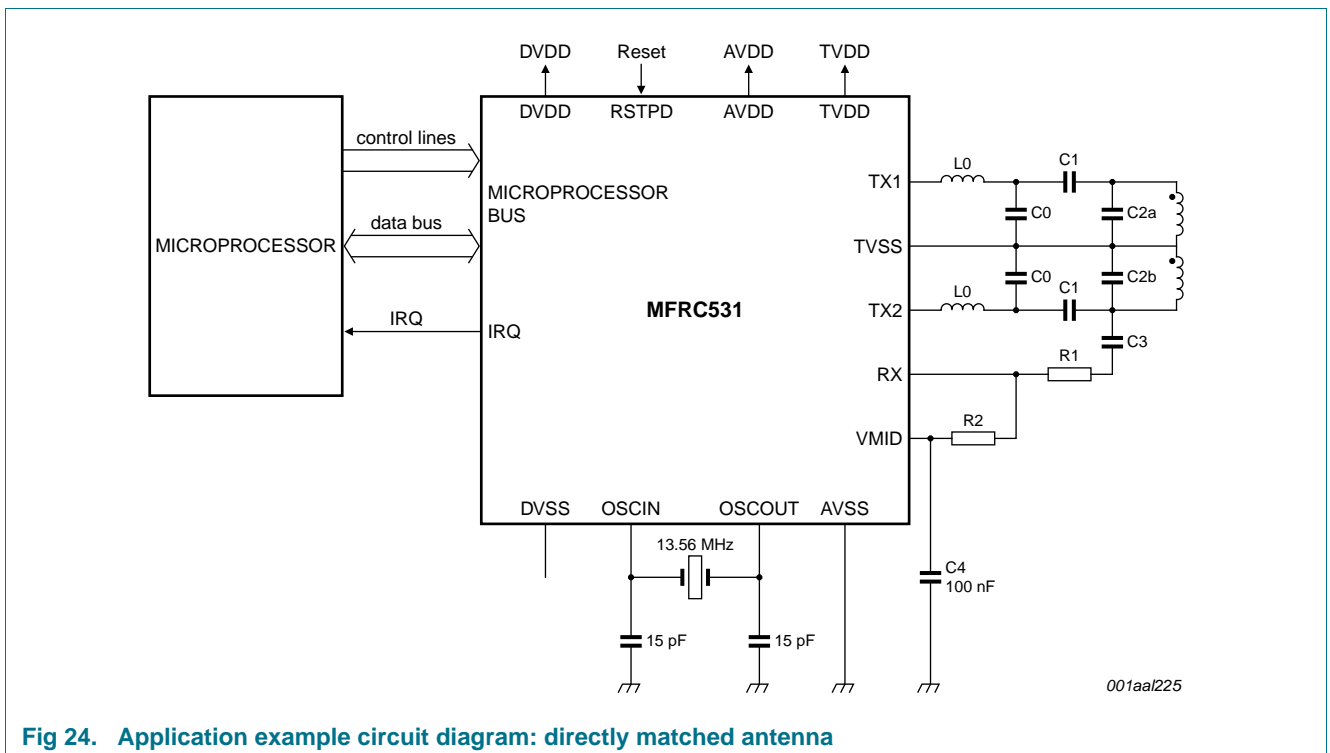 DVDD Reset AVDD TVDD
DVDD RSTPD AVDD TVDD
control lines
L0 C1
TX1
MICROPROCESSOR
BUS
C0 C2a
data bus
MICROPROCESSOR
TVSS
C0 C1 C2b
L0
MFRC531
TX2
IRQ
IRQ
C3
R1
RX
R2
VMID
DVSS OSCIN OSCOUT AVSS
13.56 MHz
C4
100 nF
15 pF 15 pF
001aal225
Fig 24. Application example circuit diagram: directly matched antenna